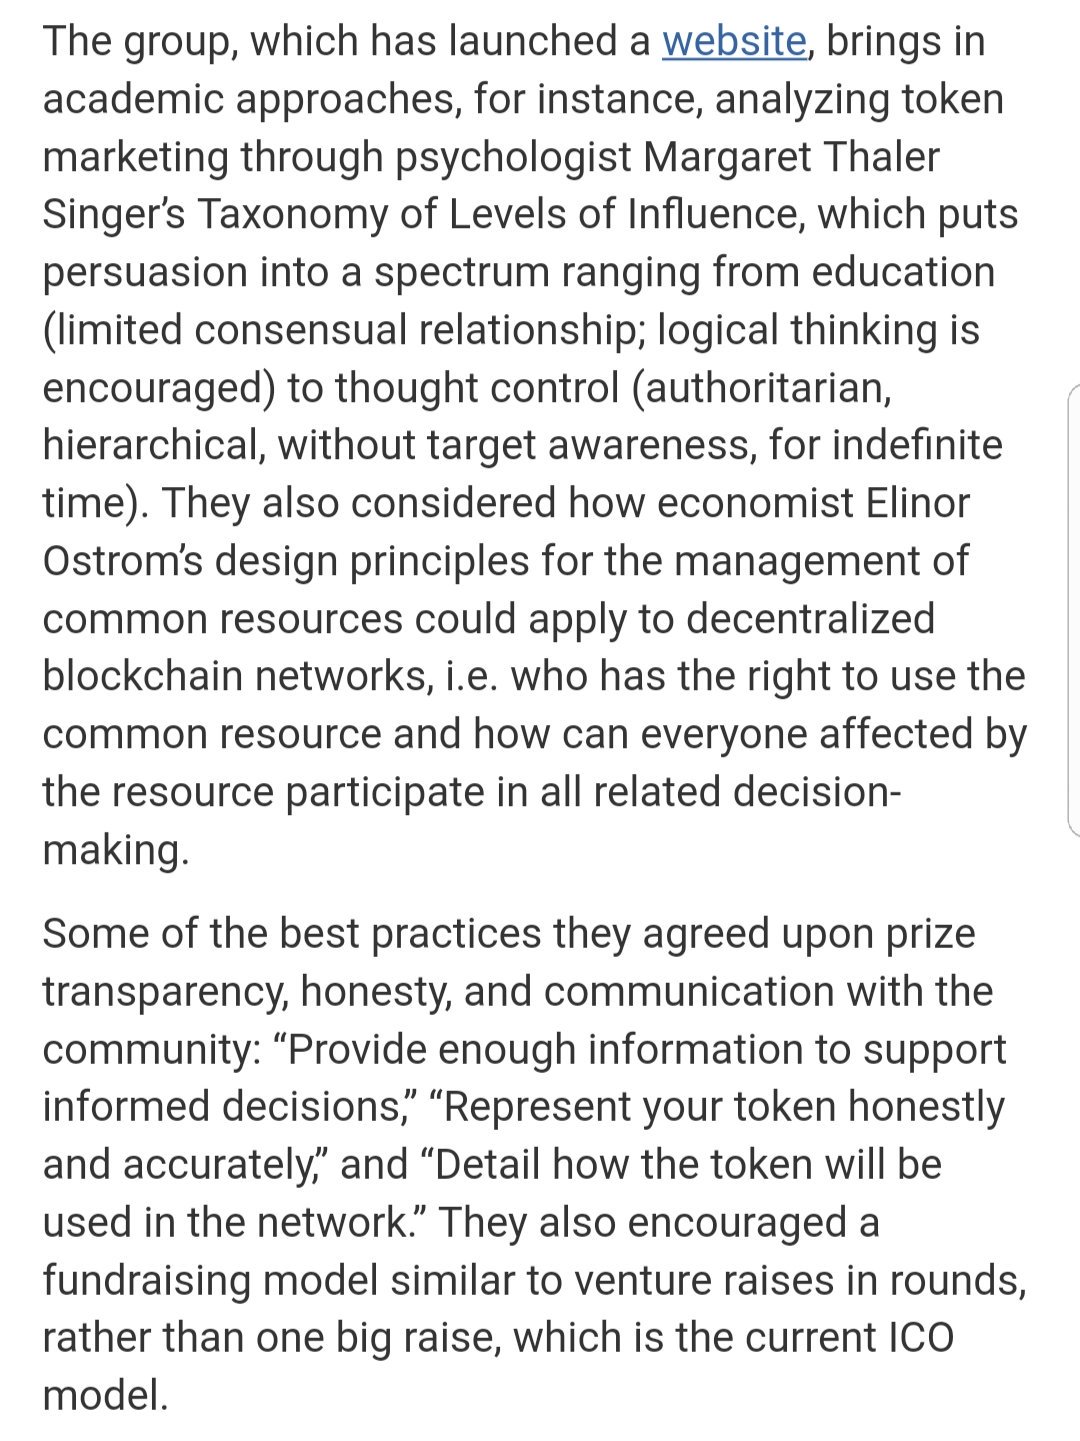 The group, which has launched a website, brings in
academic approaches, for instance, analyzing token
marketing through psychologist Margaret Thaler
Singer’s Taxonomy of Levels of Influence, which puts
persuasion into a spectrum ranging from education
(limited consensual relationship; logical thinking is
encouraged) to thought control (authoritarian,
hierarchical, without target awareness, for indefinite
time). They also considered how economist Elinor
Ostrom’s design principles for the management of
common resources could apply to decentralized
blockchain networks, i.e. who has the right to use the
common resource and how can everyone affected by
the resource participate in all related decision-
making.
Some of the best practices they agreed upon prize
transparency, honesty, and communication with the
community: “Provide enough information to support
informed decisions,” “Represent your token honestly
and accurately,” and “Detail how the token will be
used in the network.” They also encouraged a
fundraising model similar to venture raises in rounds,
rather than one big raise, which is the current ICO
model.